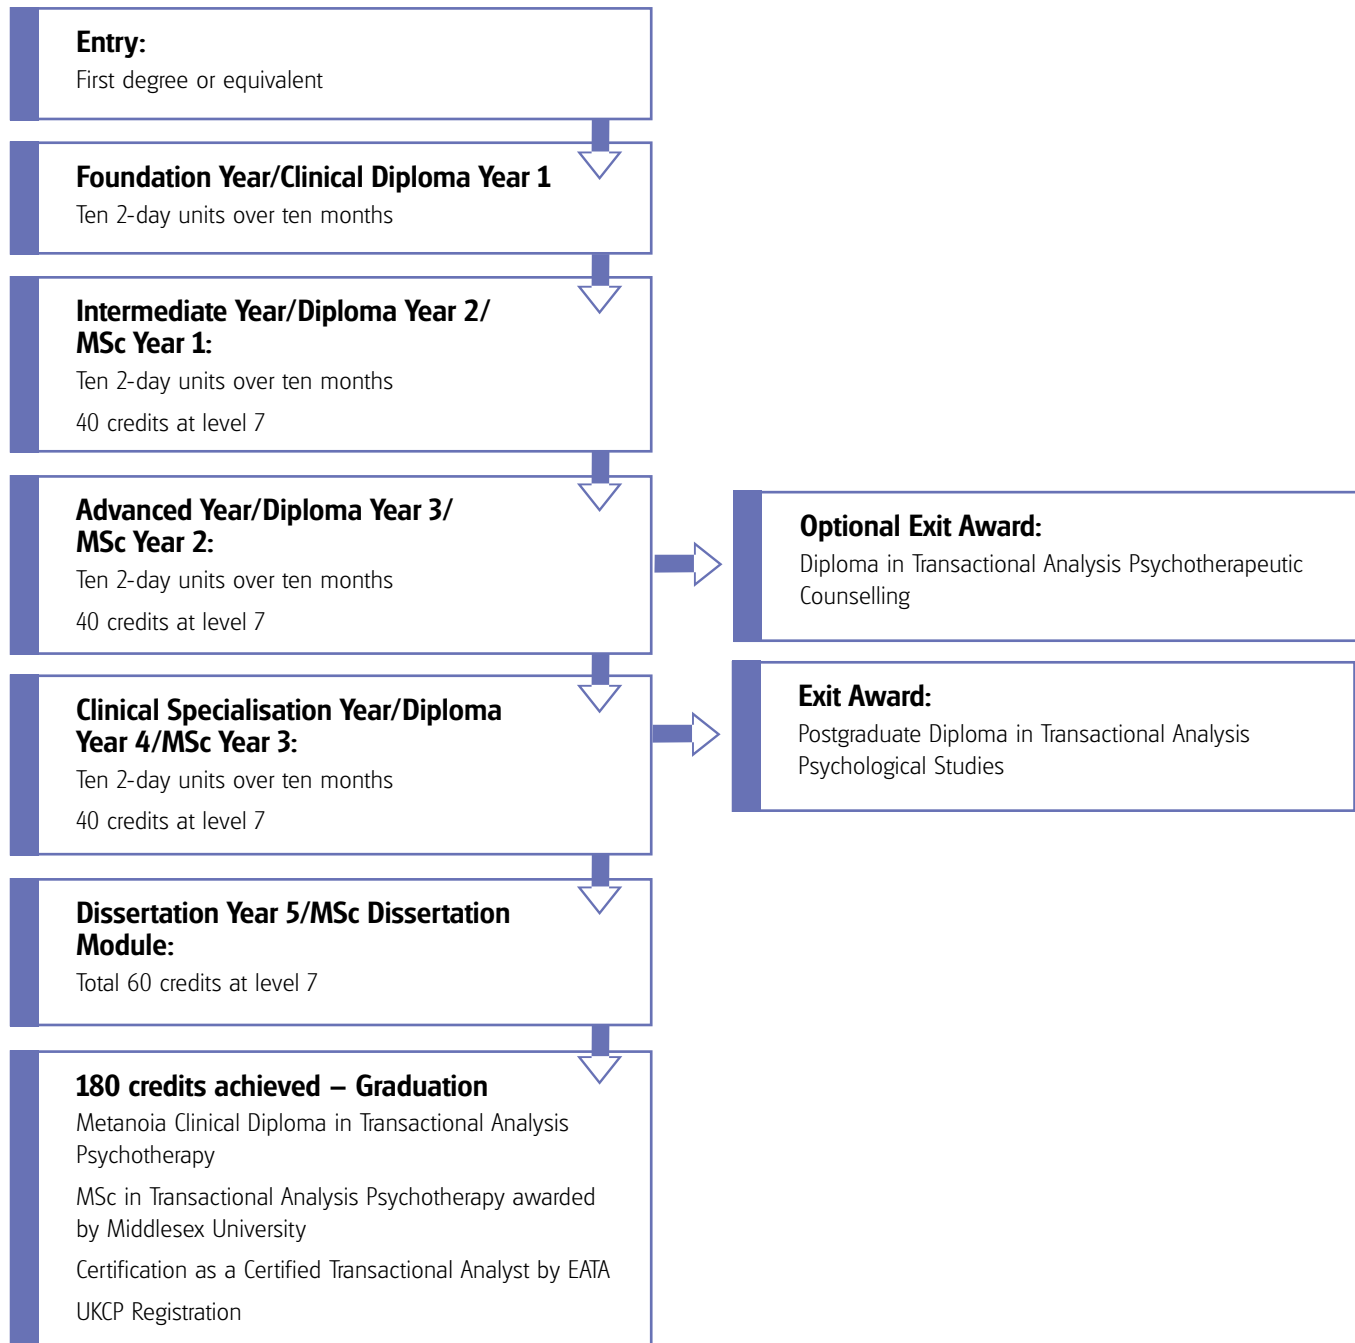 Entry:
First degree or equivalent
Foundation Year/Clinical Diploma Year 1
Ten 2-day units over ten months
Intermediate Year/Diploma Year 2/
MSc Year 1:
Ten 2-day units over ten months
40 credits at level 7
Advanced Year/Diploma Year 3/
MSc Year 2:
Ten 2-day units over ten months
40 credits at level 7
Optional Exit Award:
Diploma in Transactional Analysis Psychotherapeutic
Counselling
Clinical Specialisation Year/Diploma
Year 4/MSc Year 3:
Ten 2-day units over ten months
40 credits at level 7
Exit Award:
Postgraduate Diploma in Transactional Analysis
Psychological Studies
Dissertation Year 5/MSc Dissertation
Module:
Total 60 credits at level 7
180 credits achieved – Graduation
Metanoia Clinical Diploma in Transactional Analysis
Psychotherapy
MSc in Transactional Analysis Psychotherapy awarded
by Middlesex University
Certification as a Certified Transactional Analyst by EATA
UKCP Registration